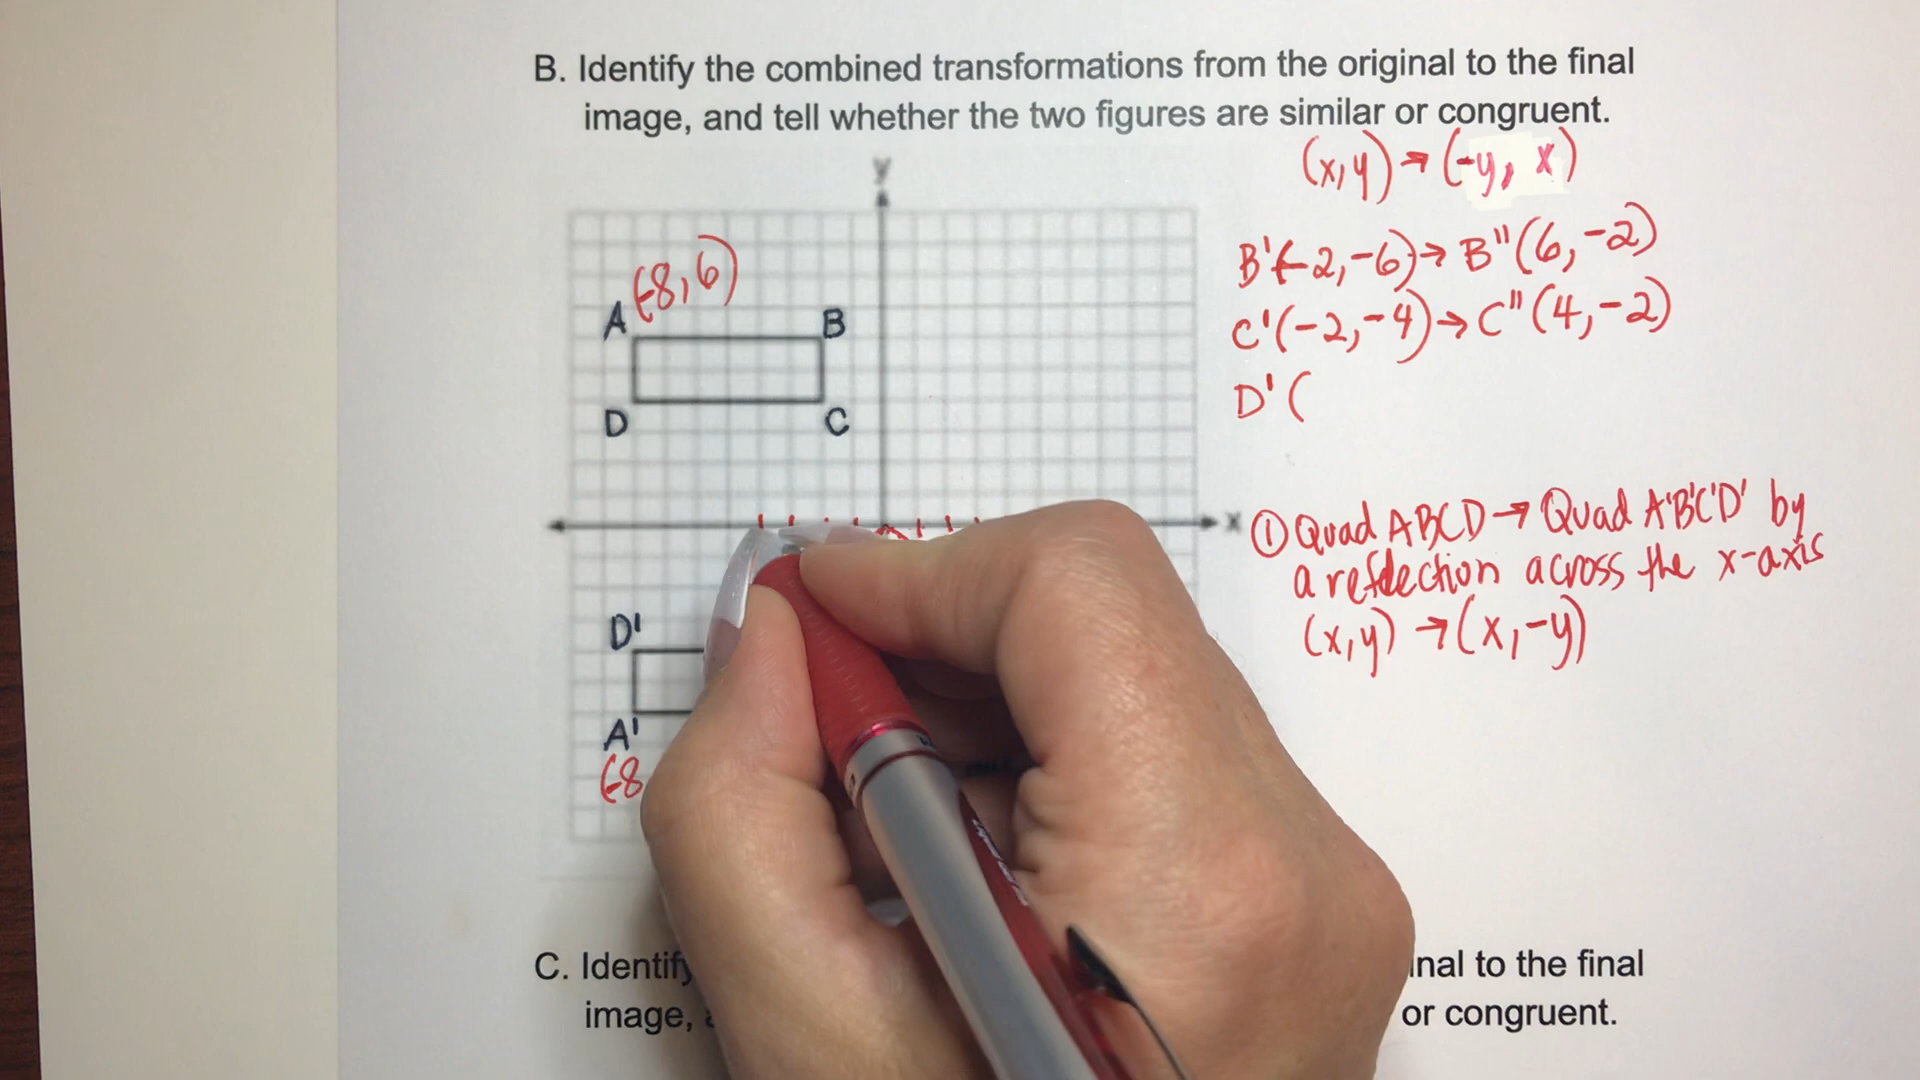 B. Identify the combined transformations from the original to the final
image, and tell whether the two figures are similar or congruent.
(x,y)→(-y, x)
y
B'(-2,-6)→B"(6,-2)
(-8,6)
A B
C'(-2,-4)→C"(4,-2)
D'(
D C
x
① Quad ABCD→Quad A'B'C'D' by
a reflection across the x-axis
(x,y)→(x,-y)
D'
A'
(-8
C. Identify
inal to the final
image,
or congruent.